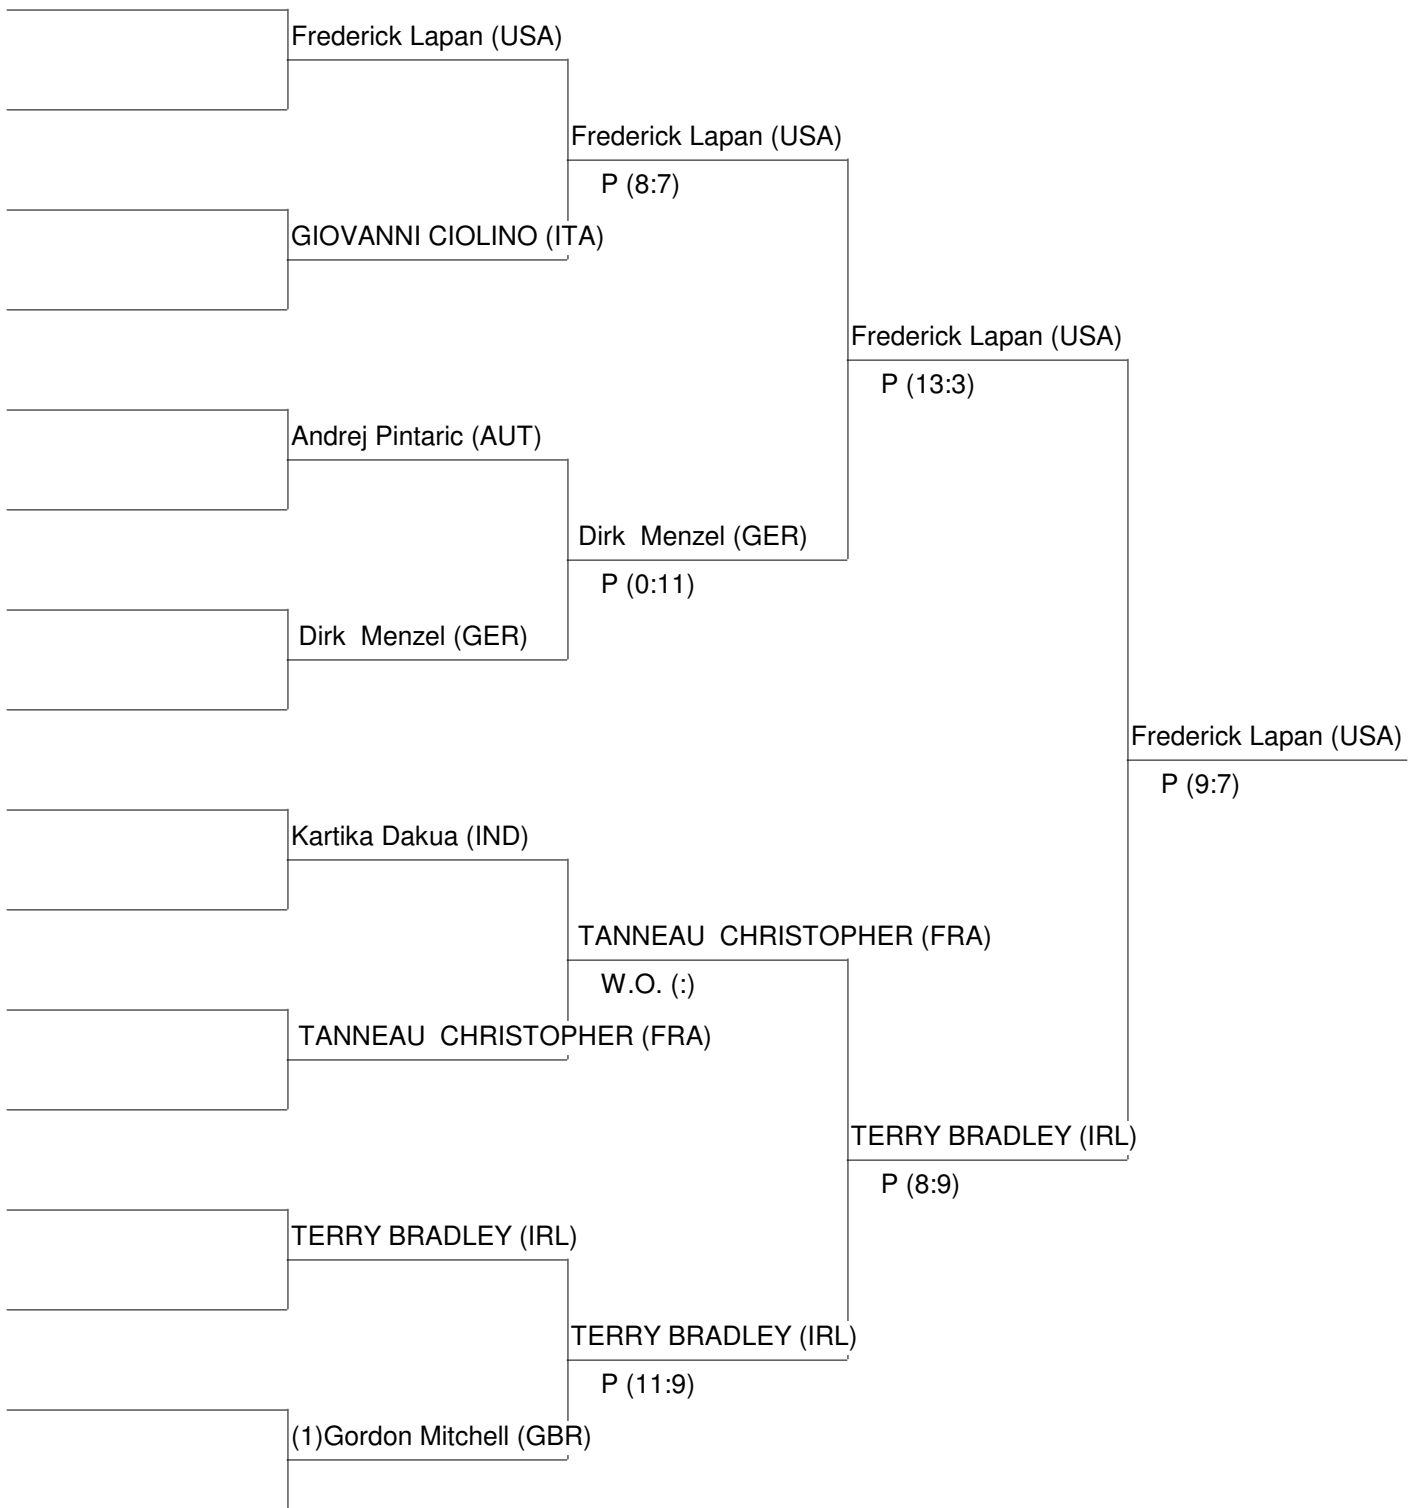 Frederick Lapan (USA)
Frederick Lapan (USA)
P (8:7)
GIOVANNI CIOLINO (ITA)
Frederick Lapan (USA)
P (13:3)
Andrej Pintaric (AUT)
Dirk  Menzel (GER)
P (0:11)
Dirk  Menzel (GER)
Frederick Lapan (USA)
P (9:7)
Kartika Dakua (IND)
TANNEAU  CHRISTOPHER (FRA)
W.O. (:)
TANNEAU  CHRISTOPHER (FRA)
TERRY BRADLEY (IRL)
P (8:9)
TERRY BRADLEY (IRL)
TERRY BRADLEY (IRL)
P (11:9)
(1)Gordon Mitchell (GBR)